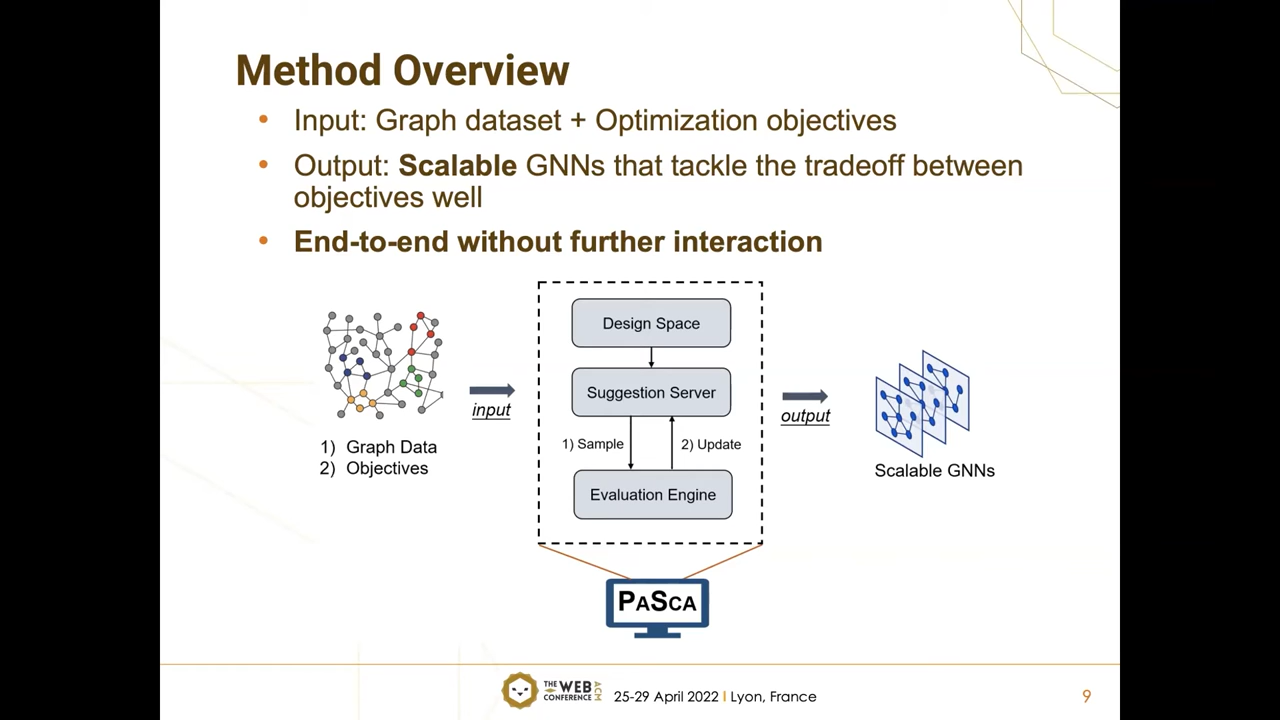 Method Overview
• Input: Graph dataset + Optimization objectives
• Output: Scalable GNNs that tackle the tradeoff between
objectives well
• End-to-end without further interaction
Design Space
Suggestion Server
1) Sample
2) Update
Evaluation Engine
input
output
1) Graph Data
2) Objectives
Scalable GNNs
PASCA
THE WEB CONFERENCE ACM
25-29 April 2022 I Lyon, France
9